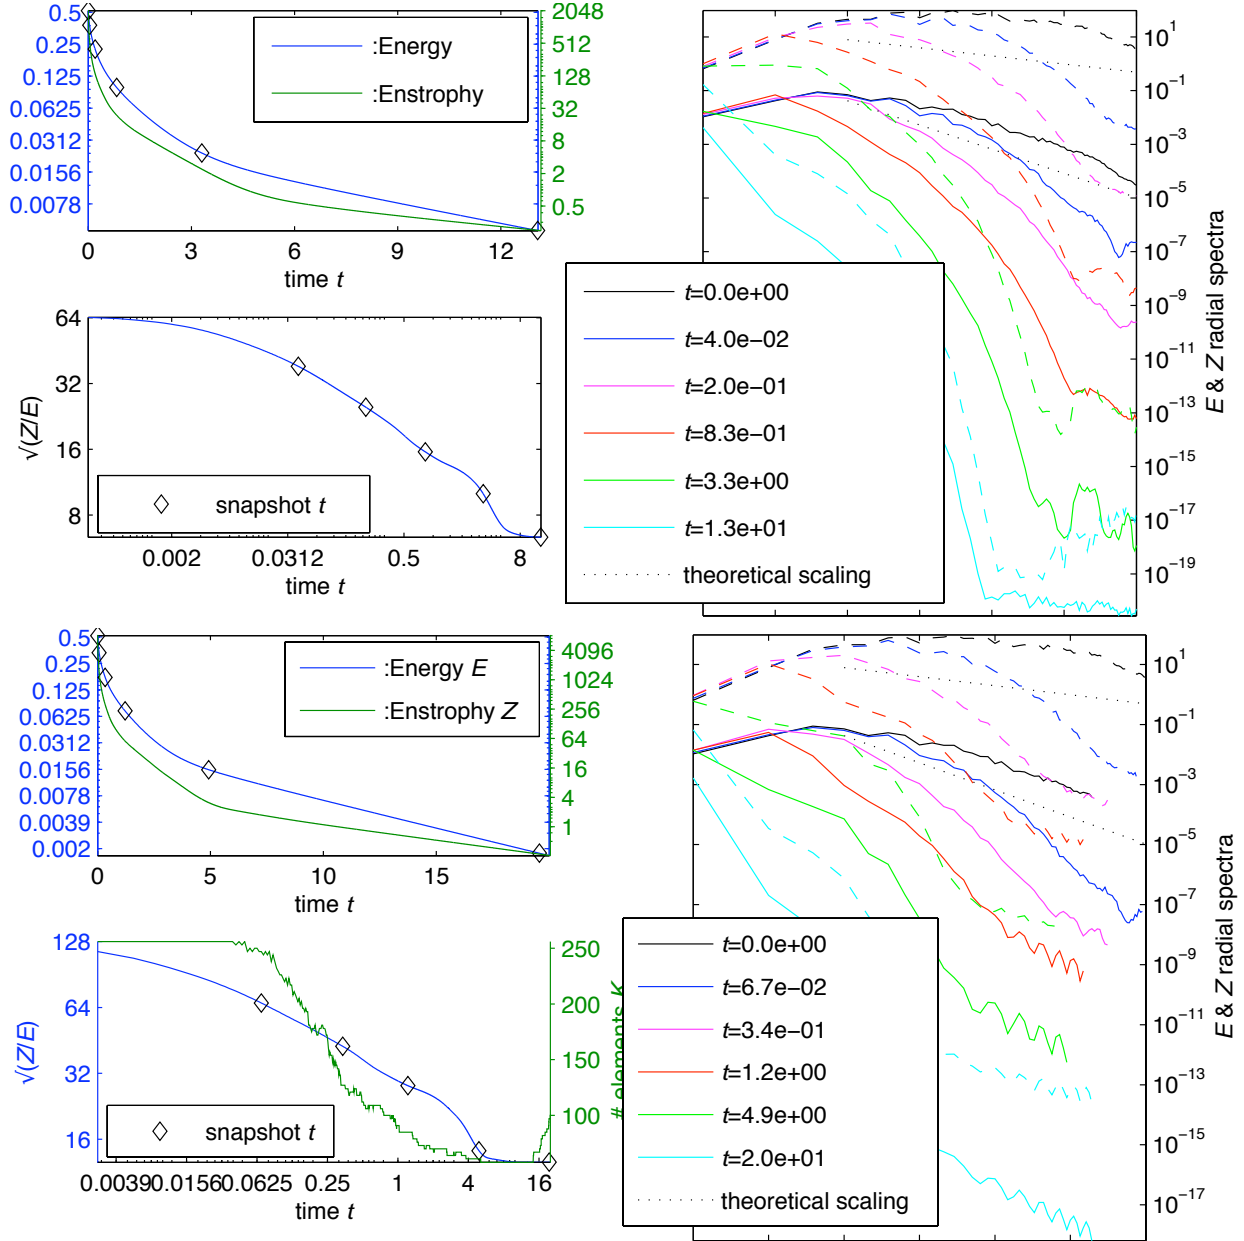 0.5
0.25
0.125
0.0625
0.0312
0.0156
0.0078
2048
512
128
32
8
2
0.5
:Energy
:Enstrophy
0 3 6 9 12
time t
64
32
16
8
√(Z/E)
snapshot t
0.002 0.0312 0.5 8
time t
10^1
10^−1
10^−3
10^−5
10^−7
10^−9
10^−11
10^−13
10^−15
10^−17
10^−19
E & Z radial spectra
t=0.0e+00
t=4.0e−02
t=2.0e−01
t=8.3e−01
t=3.3e+00
t=1.3e+01
theoretical scaling
0.5
0.25
0.125
0.0625
0.0312
0.0156
0.0078
0.0039
0.002
4096
1024
256
64
16
4
1
:Energy E
:Enstrophy Z
0 5 10 15
time t
128
64
32
16
√(Z/E)
250
200
150
100
# elements K
snapshot t
0.0039 0.0156 0.0625 0.25 1 4 16
time t
10^1
10^−1
10^−3
10^−5
10^−7
10^−9
10^−11
10^−13
10^−15
10^−17
E & Z radial spectra
t=0.0e+00
t=6.7e−02
t=3.4e−01
t=1.2e+00
t=4.9e+00
t=2.0e+01
theoretical scaling